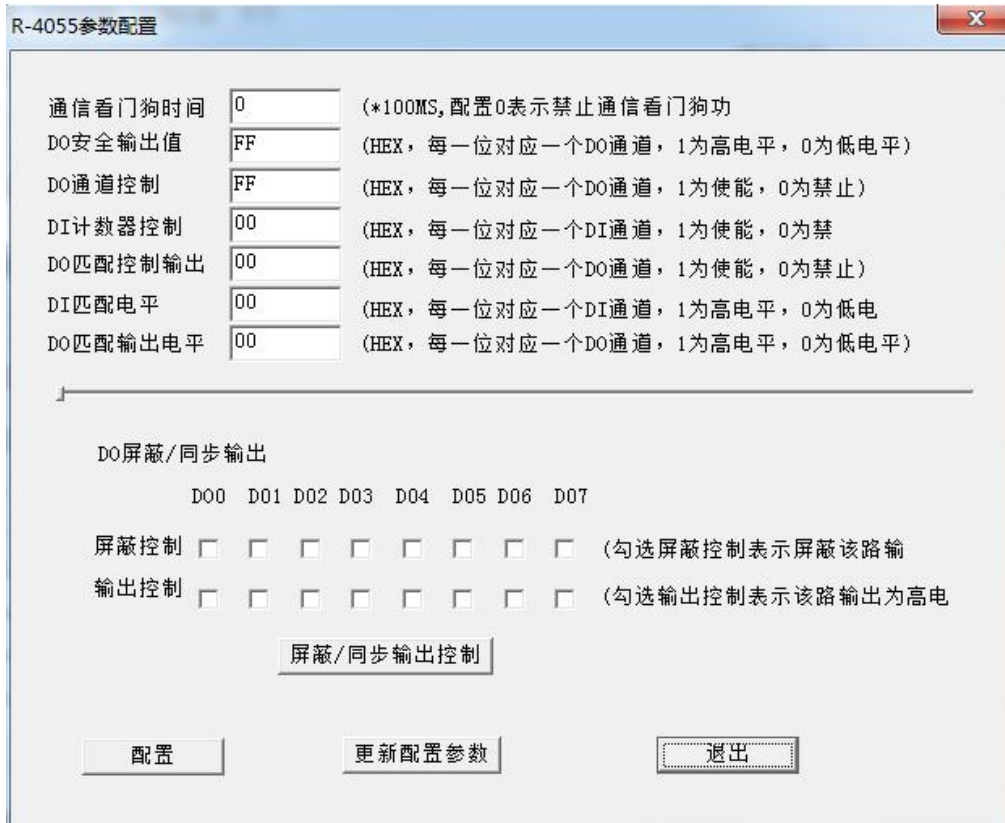 R-4055参数配置
通信看门狗时间 0 (*100MS,配置0表示禁止通信看门狗功
DO安全输出值 FF (HEX，每一位对应一个DO通道，1为高电平，0为低电平)
DO通道控制 FF (HEX，每一位对应一个DO通道，1为使能，0为禁止)
DI计数器控制 00 (HEX，每一位对应一个DI通道，1为使能，0为禁
DO匹配控制输出 00 (HEX，每一位对应一个DO通道，1为使能，0为禁止)
DI匹配电平 00 (HEX，每一位对应一个DI通道，1为高电平，0为低电
DO匹配输出电平 00 (HEX，每一位对应一个DO通道，1为高电平，0为低电平)
DO屏蔽/同步输出
DO0 DO1 DO2 DO3 DO4 DO5 DO6 DO7
屏蔽控制 (勾选屏蔽控制表示屏蔽该路输
输出控制 (勾选输出控制表示该路输出为高电
屏蔽/同步输出控制
配置 更新配置参数 退出